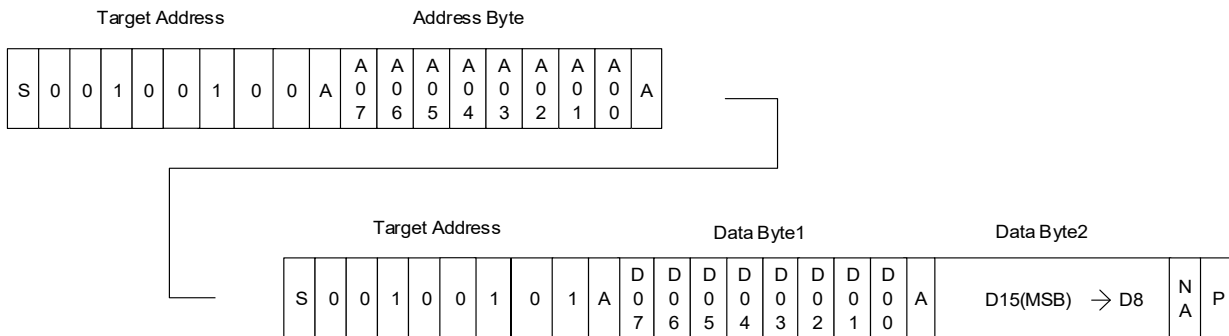 Target Address Address Byte
S 0 0 1 0 0 1 0 0 A A07 A06 A05 A04 A03 A02 A01 A00 A
Target Address Data Byte1 Data Byte2
S 0 0 1 0 0 1 0 1 A D07 D06 D05 D04 D03 D02 D01 D00 A D15(MSB) → D8 NA P